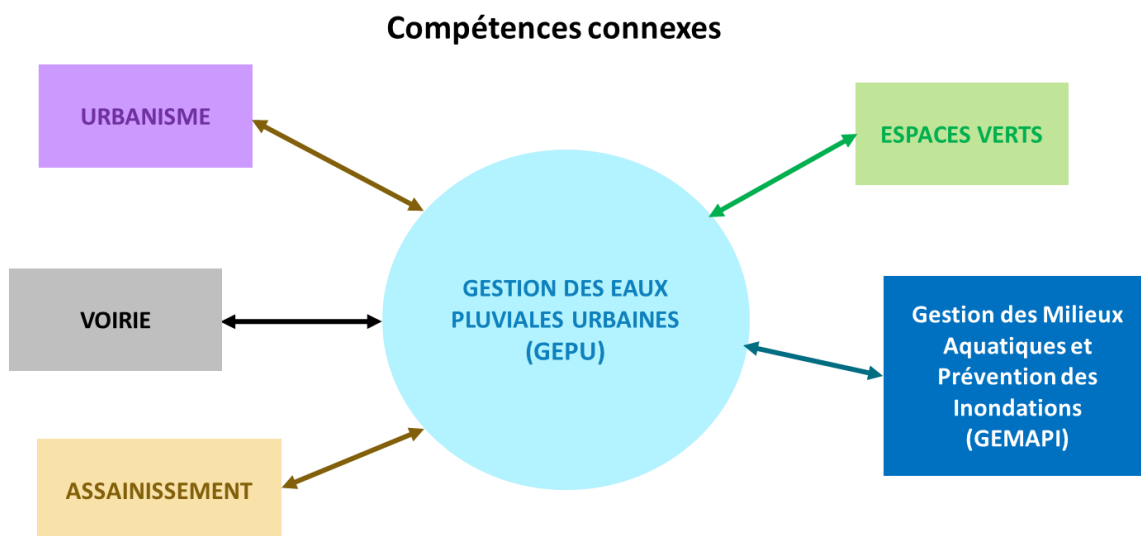 Compétences connexes
URBANISME
ESPACES VERTS
VOIRIE
GESTION DES EAUX
PLUVIALES URBAINES
(GEPU)
Gestion des Milieux
Aquatiques et
Prévention des
Inondations
(GEMAPI)
ASSAINISSEMENT